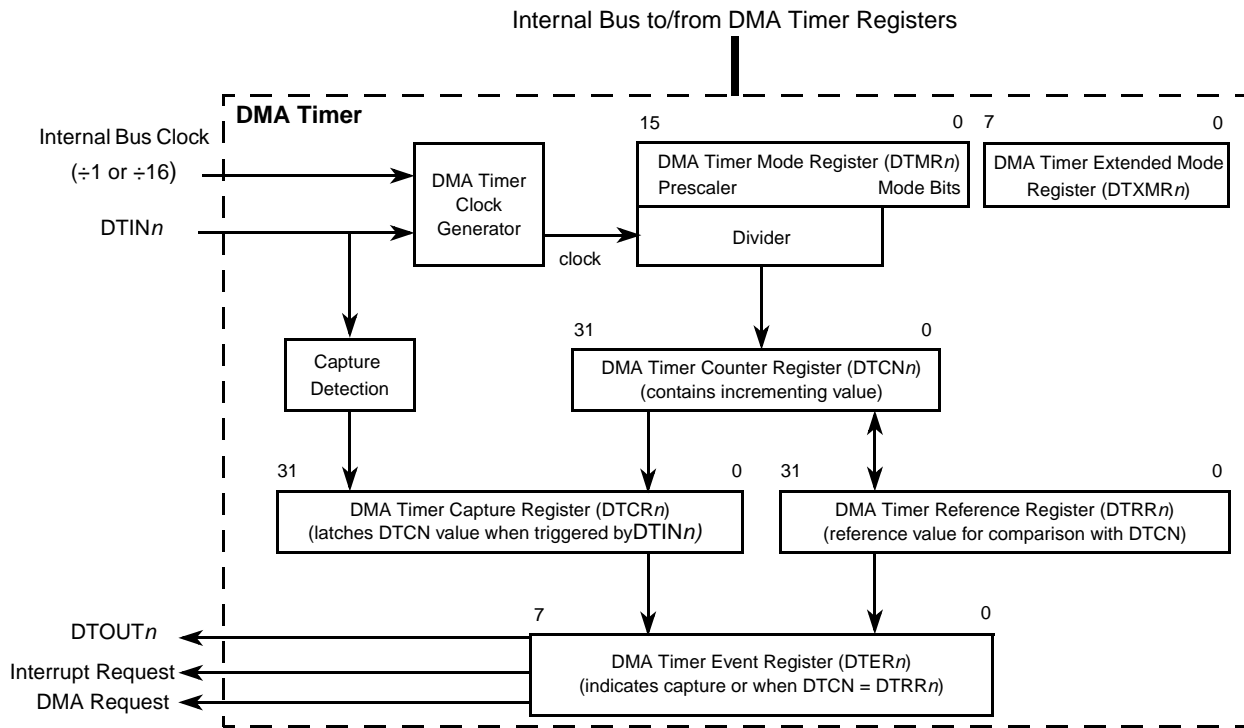 Internal Bus to/from DMA Timer Registers
DMA Timer
Internal Bus Clock
(÷1 or ÷16)
DTINn
DMA Timer
Clock
Generator
clock
15 0
DMA Timer Mode Register (DTMRn)
Prescaler Mode Bits
Divider
7 0
DMA Timer Extended Mode
Register (DTXMRn)
Capture
Detection
31 0
DMA Timer Counter Register (DTCNn)
(contains incrementing value)
31 0
DMA Timer Capture Register (DTCRn)
(latches DTCN value when triggered byDTINn)
31 0
DMA Timer Reference Register (DTRRn)
(reference value for comparison with DTCN)
7 0
DMA Timer Event Register (DTERn)
(indicates capture or when DTCN = DTRRn)
DTOUTn
Interrupt Request
DMA Request